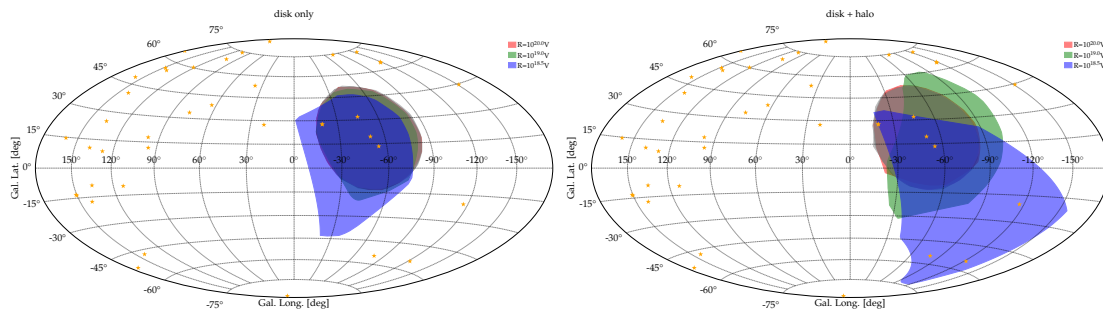 disk only
75°
60°
45°
30°
15°
0°
-15°
-30°
-45°
-60°
-75°
150° 120° 90° 60° 30° 0° -30° -60° -90° -120° -150°
Gal. Lat. [deg]
Gal. Long. [deg]
R=10^20.0V
R=10^19.0V
R=10^18.5V
disk + halo
75°
60°
45°
30°
15°
0°
-15°
-30°
-45°
-60°
-75°
150° 120° 90° 60° 30° 0° -30° -60° -90° -120° -150°
Gal. Lat. [deg]
Gal. Long. [deg]
R=10^20.0V
R=10^19.0V
R=10^18.5V